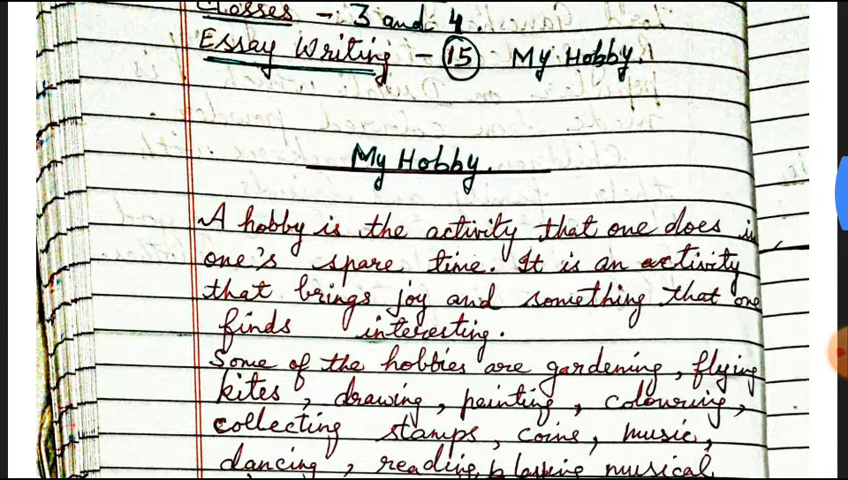 Classes - 3 and 4.
Essay Writing - 15 My Hobby.
My Hobby.
A hobby is the activity that one does in
one's spare time. It is an activity
that brings joy and something that one
finds interesting.
Some of the hobbies are gardening, flying
kites, drawing, painting, colouring,
collecting stamps, coins, music,
dancing, reading, playing musical